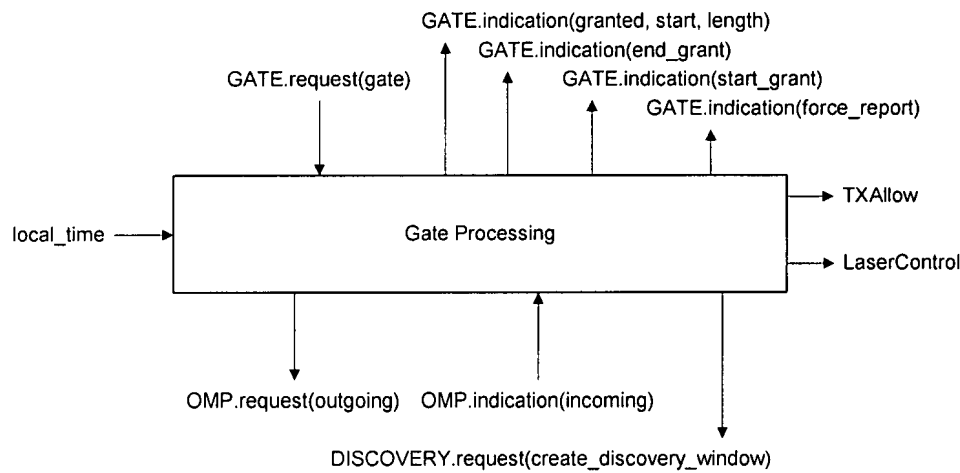 GATE.indication(granted, start, length)
GATE.indication(end_grant)
GATE.request(gate)
GATE.indication(start_grant)
GATE.indication(force_report)
TXAllow
local_time
Gate Processing
LaserControl
OMP.request(outgoing)
OMP.indication(incoming)
DISCOVERY.request(create_discovery_window)